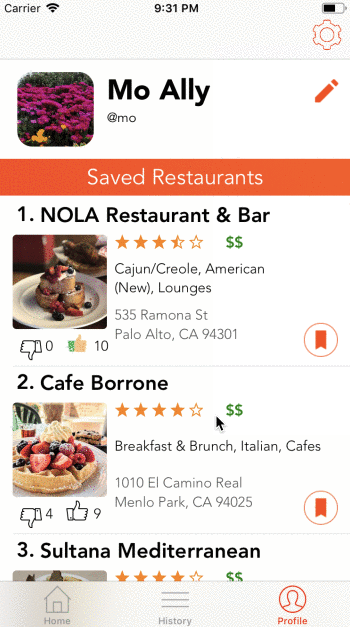 Carrier 9:31 PM
Mo Ally
@mo
Saved Restaurants
1. NOLA Restaurant & Bar
$$
Cajun/Creole, American
(New), Lounges
535 Ramona St
Palo Alto, CA 94301
0 10
2. Cafe Borrone
$$
Breakfast & Brunch, Italian, Cafes
1010 El Camino Real
Menlo Park, CA 94025
4 9
3. Sultana Mediterranean
$$
Home History Profile